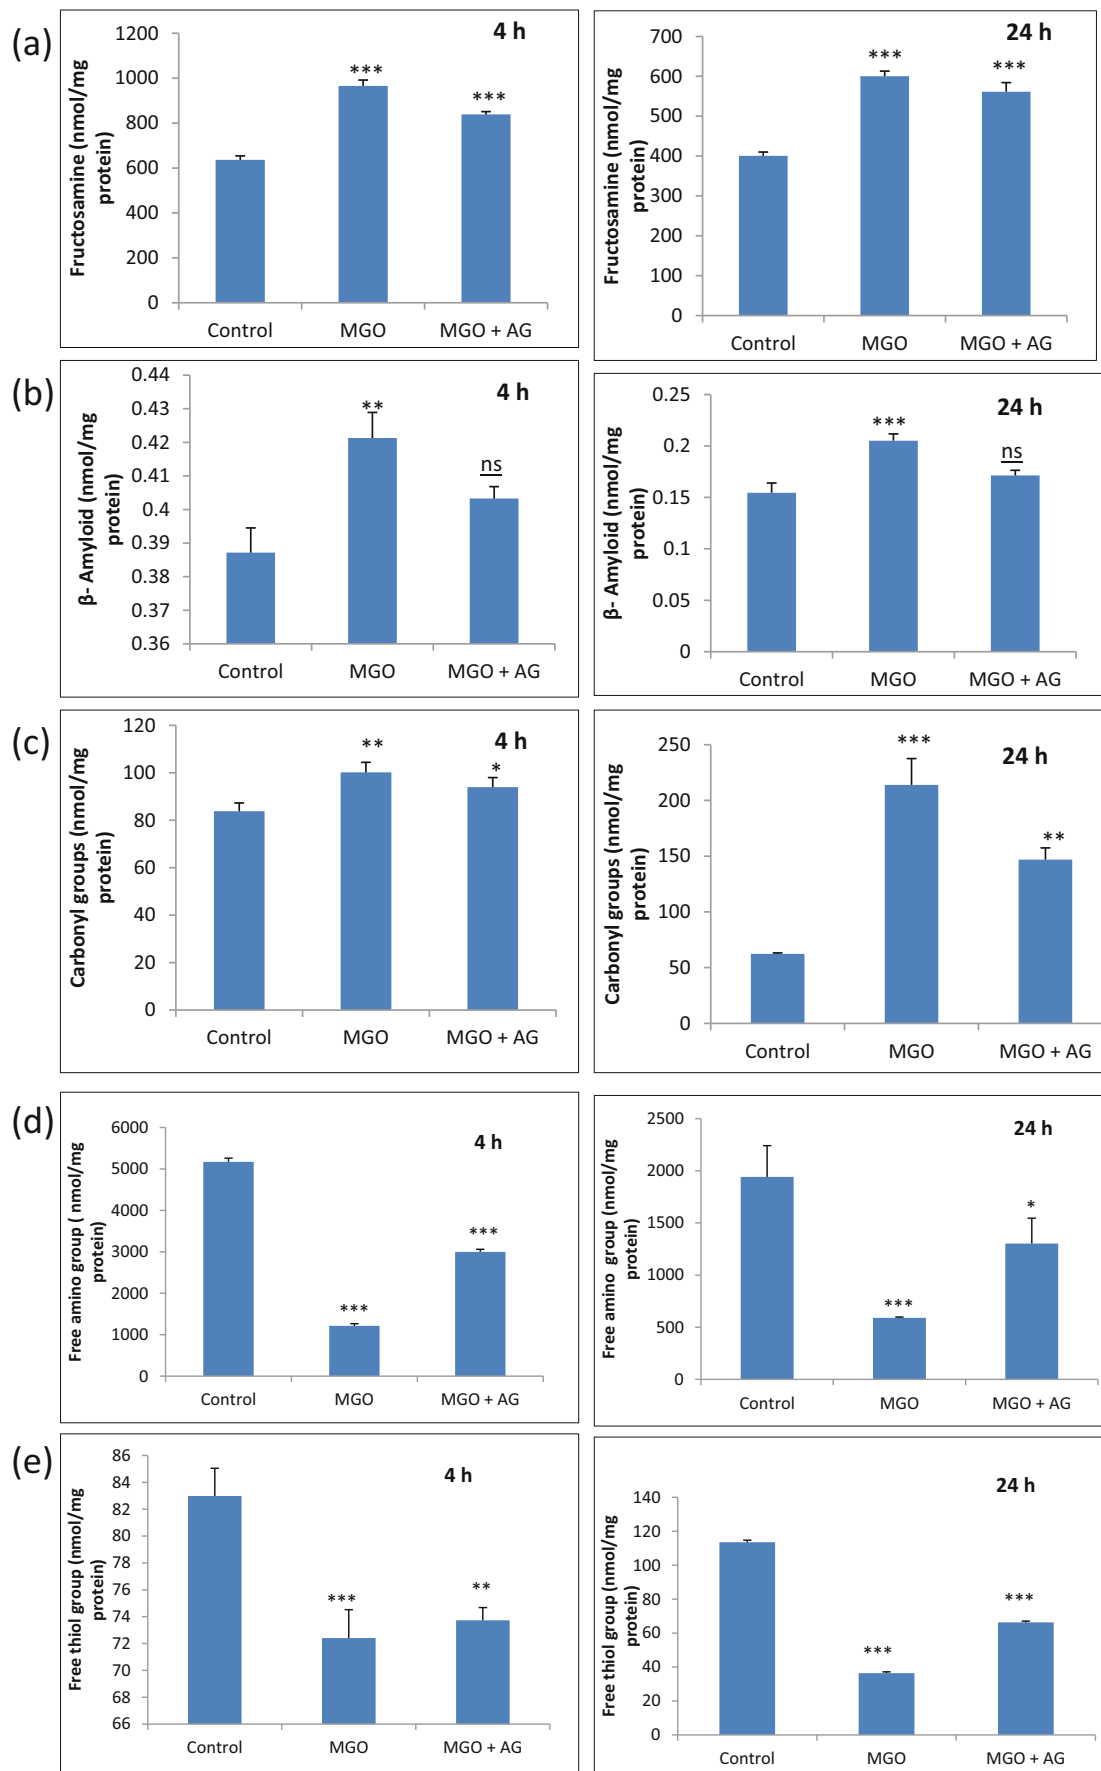 (a)
4 h
Fructosamine (nmol/mg
protein)
1200
1000
800
600
400
200
0
***
***
Control
MGO
MGO + AG
24 h
Fructosamine (nmol/mg
protein)
700
600
500
400
300
200
100
0
***
***
Control
MGO
MGO + AG
(b)
4 h
β- Amyloid (nmol/mg
protein)
0.44
0.43
0.42
0.41
0.4
0.39
0.38
0.37
0.36
**
ns
Control
MGO
MGO + AG
24 h
β- Amyloid (nmol/mg
protein)
0.25
0.2
0.15
0.1
0.05
0
***
ns
Control
MGO
MGO + AG
(c)
4 h
Carbonyl groups (nmol/mg
protein)
120
100
80
60
40
20
0
**
*
Control
MGO
MGO + AG
24 h
Carbonyl groups (nmol/mg
protein)
250
200
150
100
50
0
***
**
Control
MGO
MGO + AG
(d)
4 h
Free amino group ( nmol/mg
protein)
6000
5000
4000
3000
2000
1000
0
***
***
Control
MGO
MGO + AG
24 h
Free amino group (nmol/mg
protein)
2500
2000
1500
1000
500
0
***
*
Control
MGO
MGO + AG
(e)
4 h
Free thiol group (nmol/mg
protein)
86
84
82
80
78
76
74
72
70
68
66
***
**
Control
MGO
MGO + AG
24 h
Free thiol group (nmol/mg
protein)
140
120
100
80
60
40
20
0
***
***
Control
MGO
MGO + AG